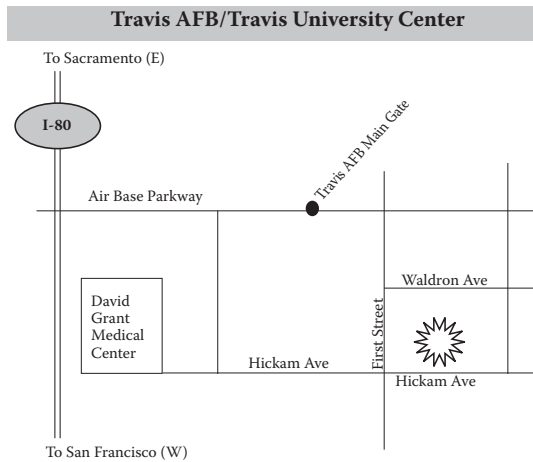 Travis AFB/Travis University Center
To Sacramento (E)
I-80
Travis AFB Main Gate
Air Base Parkway
Waldron Ave
David
Grant
Medical
Center
First Street
Hickam Ave
Hickam Ave
To San Francisco (W)